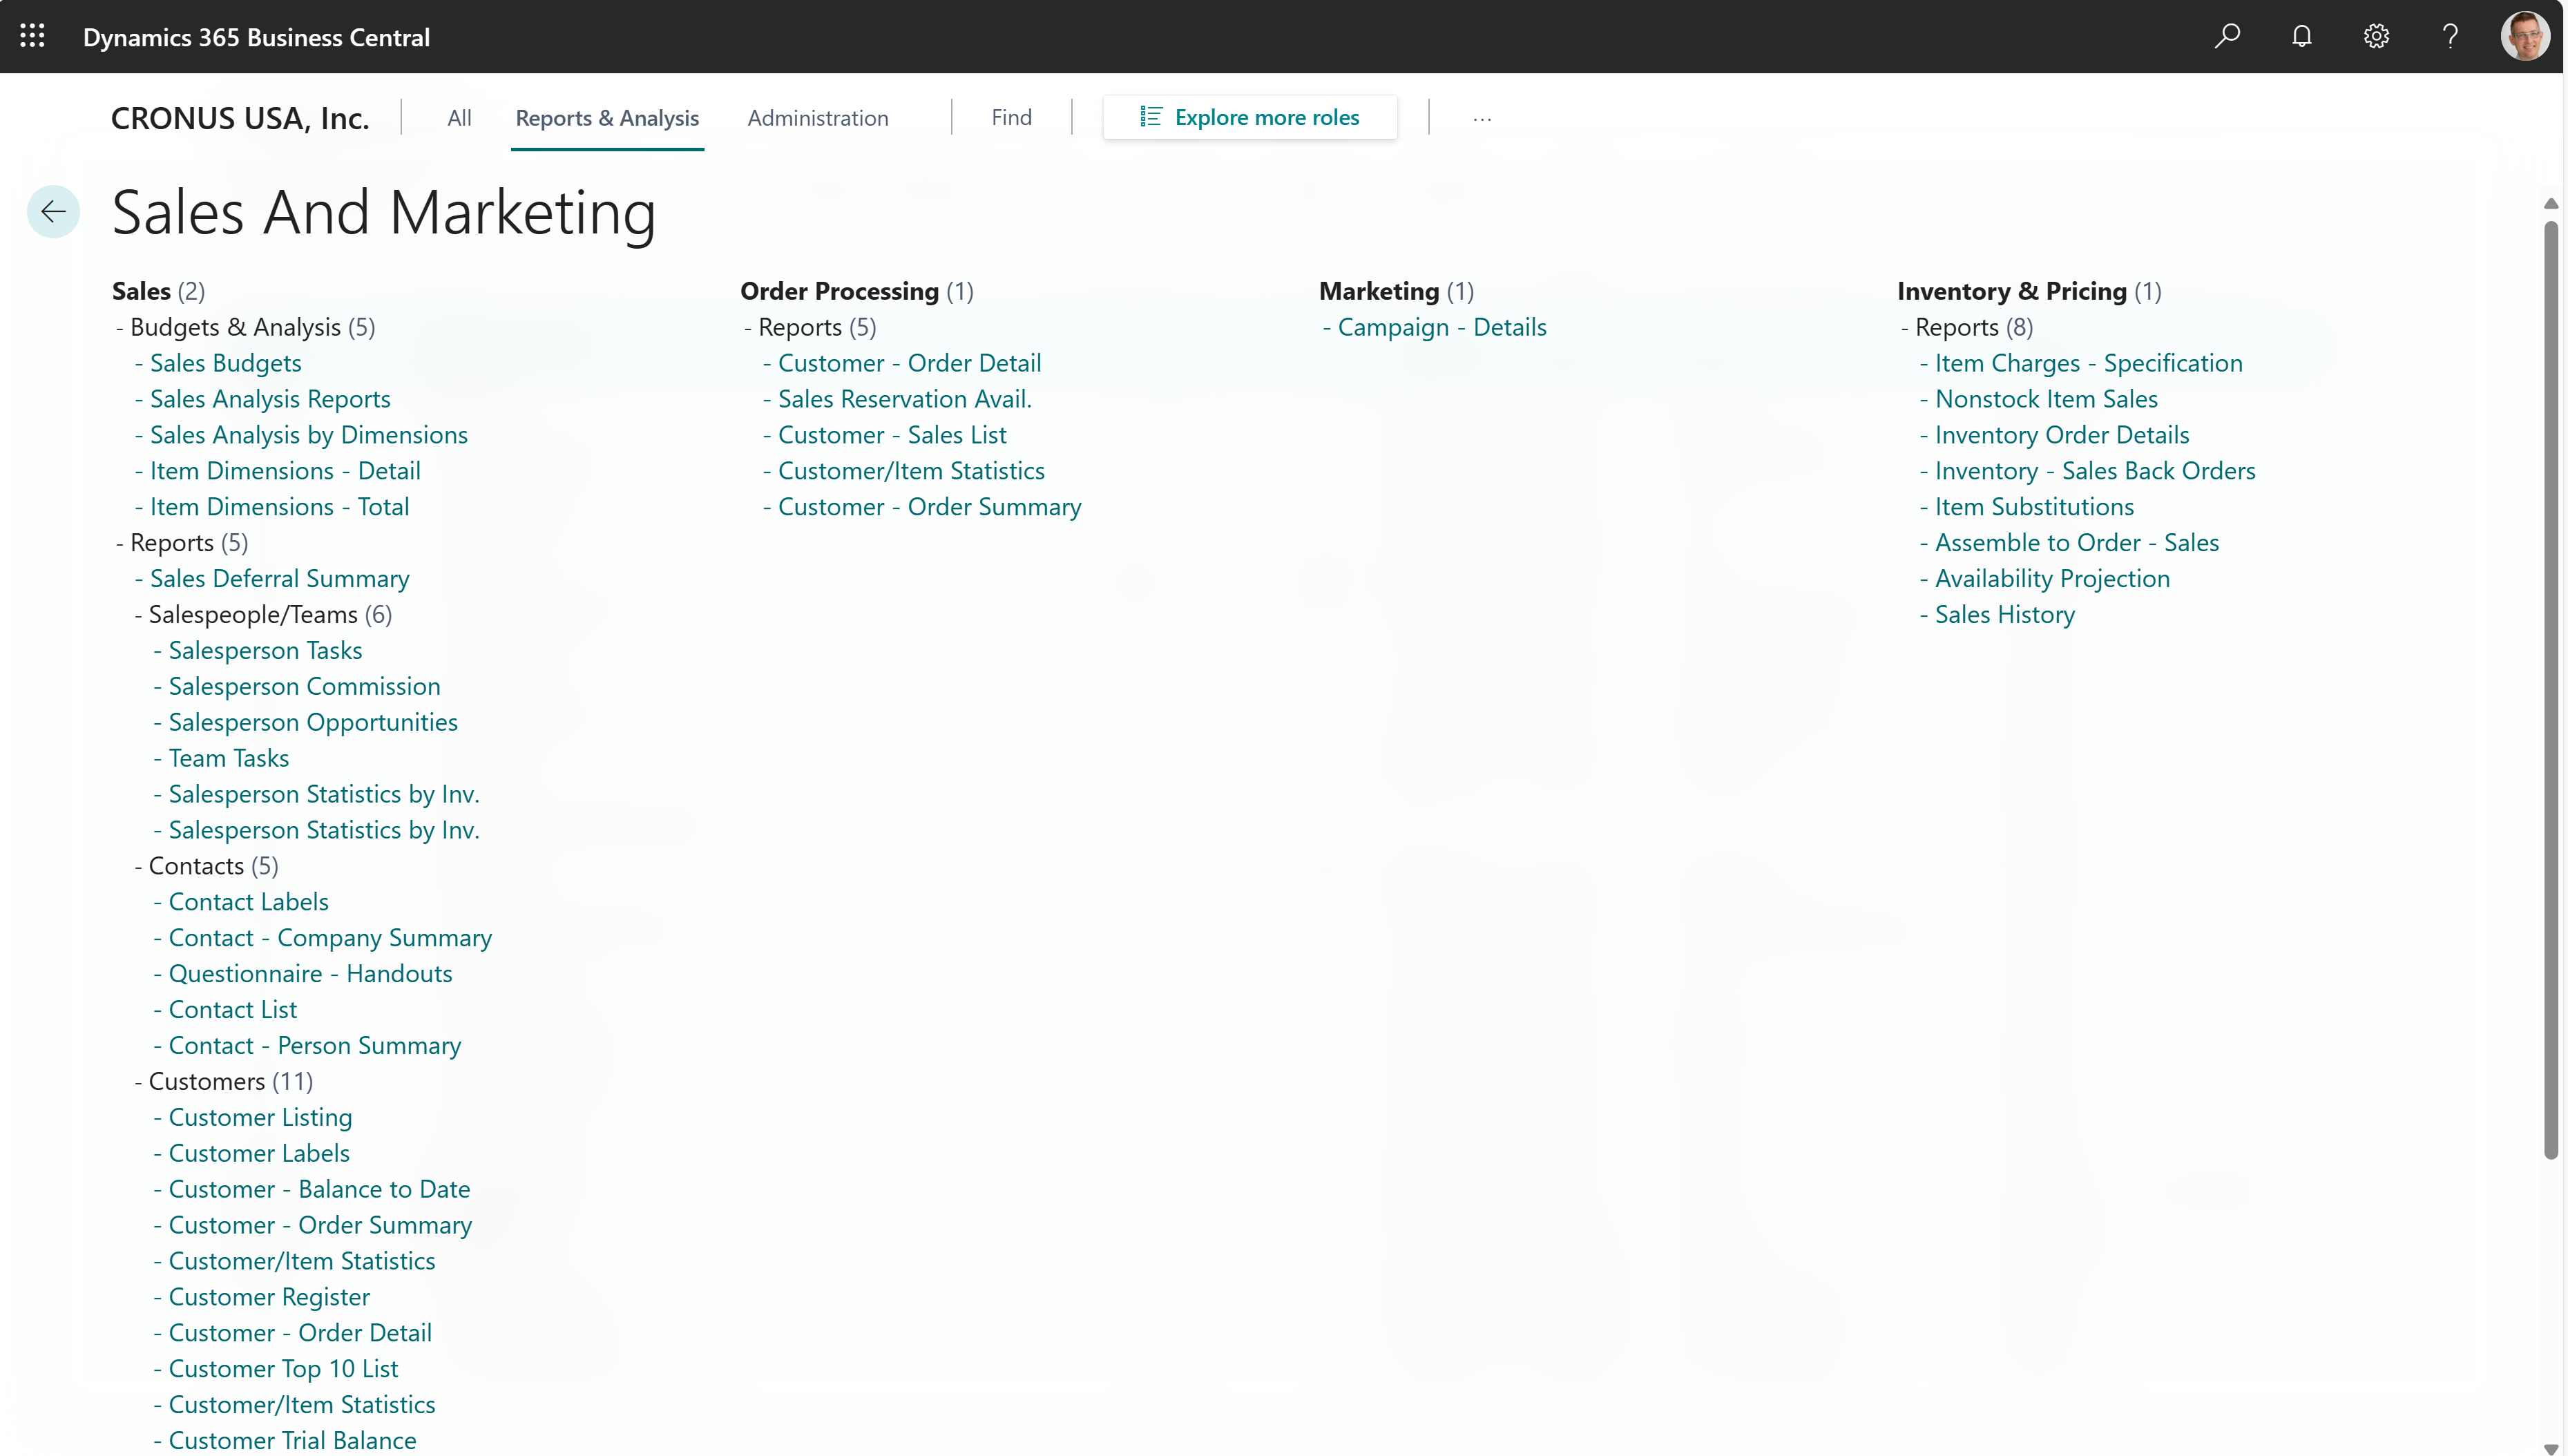 Dynamics 365 Business Central
CRONUS USA, Inc.
All
Reports & Analysis
Administration
Find
Explore more roles
...
Sales And Marketing
Sales (2)
- Budgets & Analysis (5)
- Sales Budgets
- Sales Analysis Reports
- Sales Analysis by Dimensions
- Item Dimensions - Detail
- Item Dimensions - Total
- Reports (5)
- Sales Deferral Summary
- Salespeople/Teams (6)
- Salesperson Tasks
- Salesperson Commission
- Salesperson Opportunities
- Team Tasks
- Salesperson Statistics by Inv.
- Salesperson Statistics by Inv.
- Contacts (5)
- Contact Labels
- Contact - Company Summary
- Questionnaire - Handouts
- Contact List
- Contact - Person Summary
- Customers (11)
- Customer Listing
- Customer Labels
- Customer - Balance to Date
- Customer - Order Summary
- Customer/Item Statistics
- Customer Register
- Customer - Order Detail
- Customer Top 10 List
- Customer/Item Statistics
- Customer Trial Balance
Order Processing (1)
- Reports (5)
- Customer - Order Detail
- Sales Reservation Avail.
- Customer - Sales List
- Customer/Item Statistics
- Customer - Order Summary
Marketing (1)
- Campaign - Details
Inventory & Pricing (1)
- Reports (8)
- Item Charges - Specification
- Nonstock Item Sales
- Inventory Order Details
- Inventory - Sales Back Orders
- Item Substitutions
- Assemble to Order - Sales
- Availability Projection
- Sales History